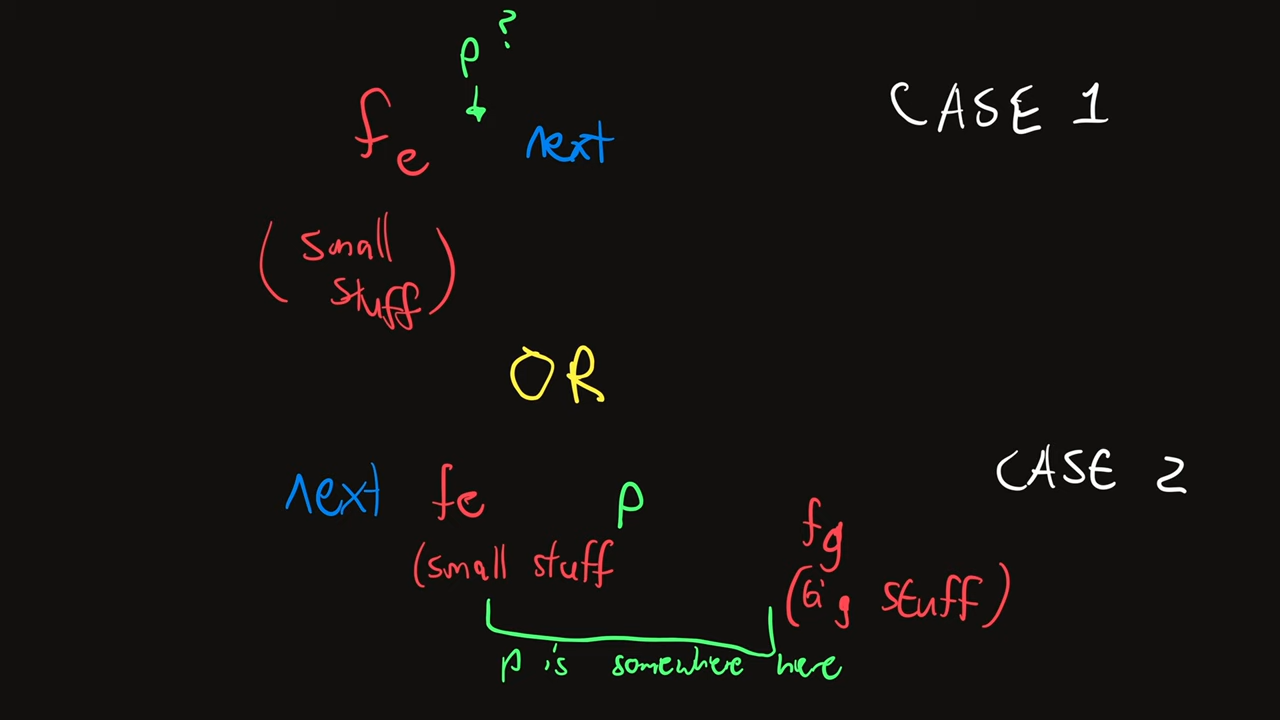 p ?
fe next
CASE 1
(small
stuff)
OR
CASE 2
next fe p fg
(small stuff
(Big stuff)
p is somewhere here